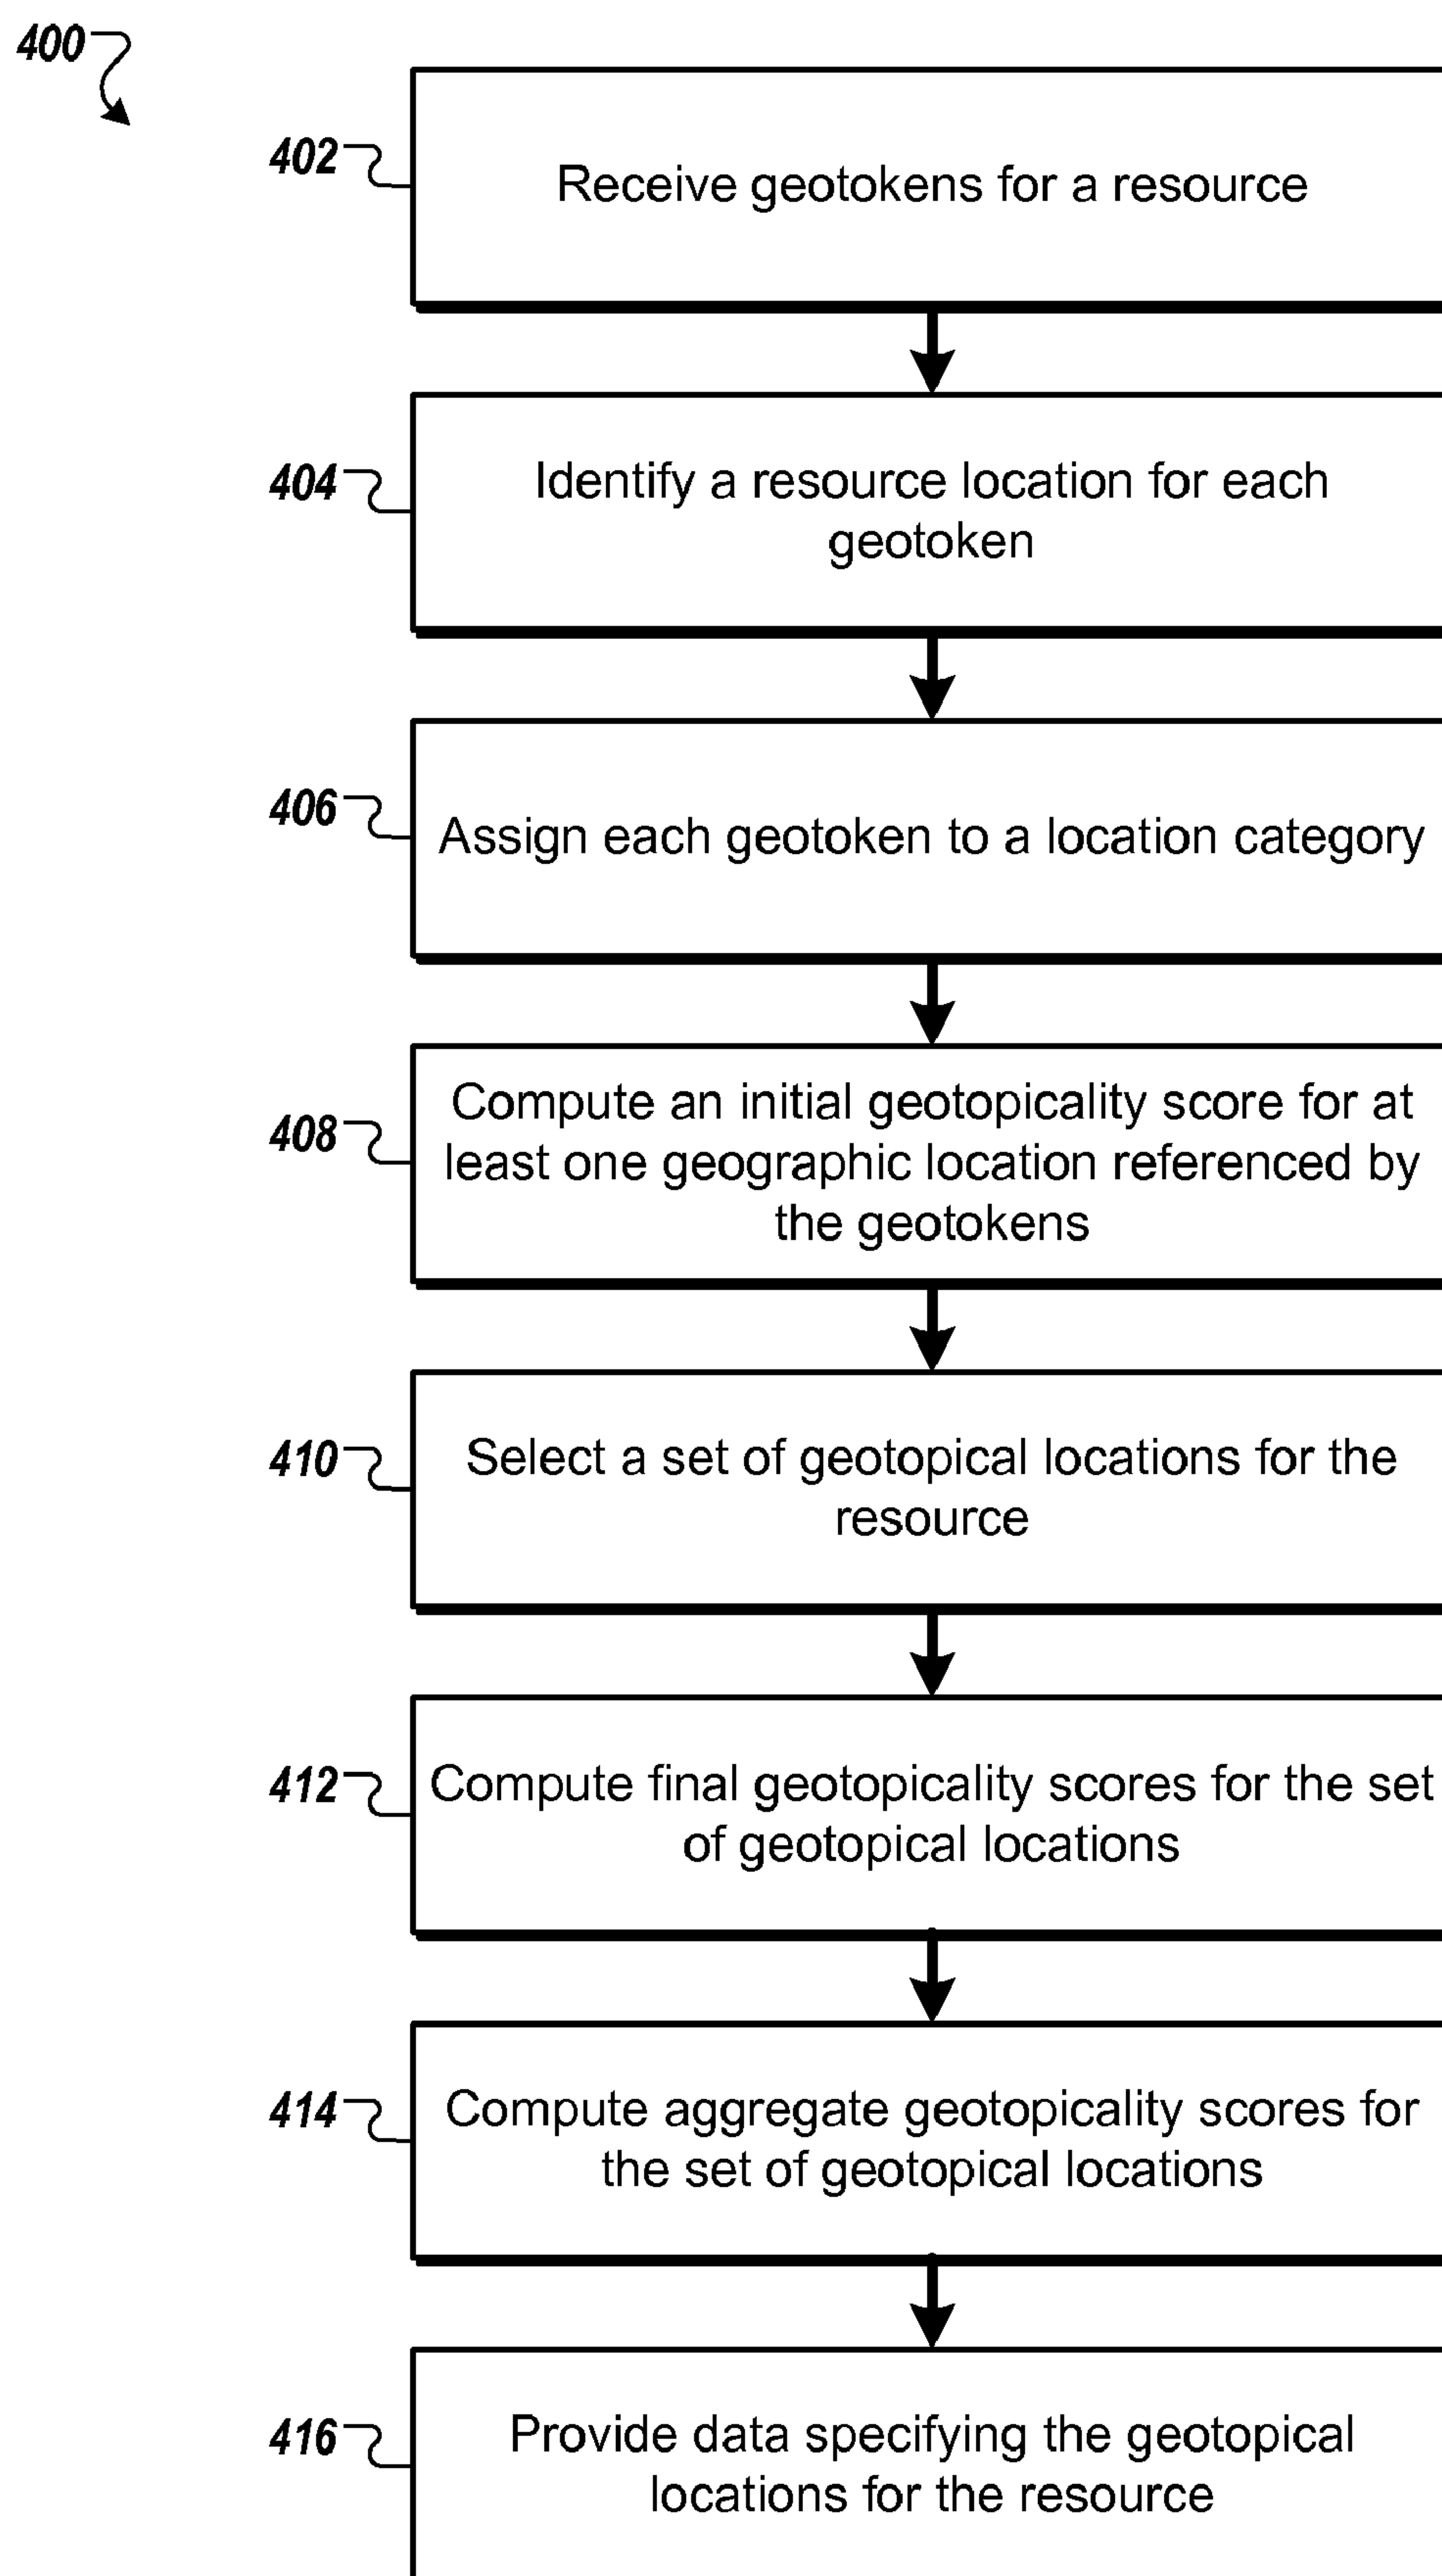 400
402
Receive geotokens for a resource
404
Identify a resource location for each
geotoken
406
Assign each geotoken to a location category
408
Compute an initial geotopicality score for at
least one geographic location referenced by
the geotokens
410
Select a set of geotopical locations for the
resource
412
Compute final geotopicality scores for the set
of geotopical locations
414
Compute aggregate geotopicality scores for
the set of geotopical locations
416
Provide data specifying the geotopical
locations for the resource